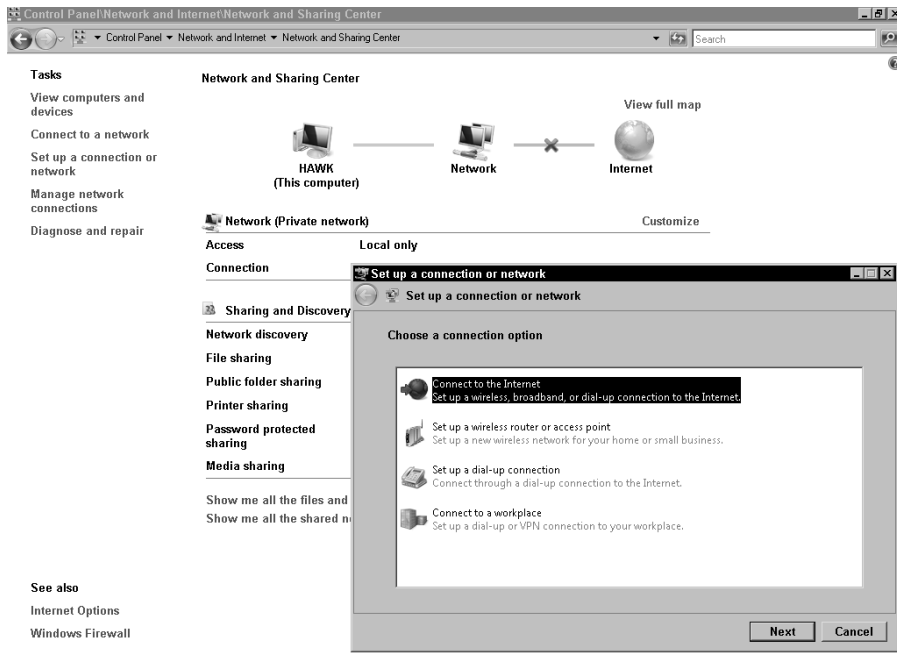 Control Panel\Network and Internet\Network and Sharing Center
Control Panel Network and Internet Network and Sharing Center
Search
Tasks
View computers and
devices
Connect to a network
Set up a connection or
network
Manage network
connections
Diagnose and repair
Network and Sharing Center
View full map
HAWK
(This computer)
Network
Internet
Network (Private network)
Customize
Access
Local only
Connection
Sharing and Discovery
Network discovery
File sharing
Public folder sharing
Printer sharing
Password protected
sharing
Media sharing
Show me all the files and
Show me all the shared
See also
Internet Options
Windows Firewall
Set up a connection or network
Set up a connection or network
Choose a connection option
Connect to the Internet
Set up a wireless, broadband, or dial-up connection to the Internet.
Set up a wireless router or access point
Set up a new wireless network for your home or small business.
Set up a dial-up connection
Connect through a dial-up connection to the Internet.
Connect to a workplace
Set up a dial-up or VPN connection to your workplace.
Next
Cancel